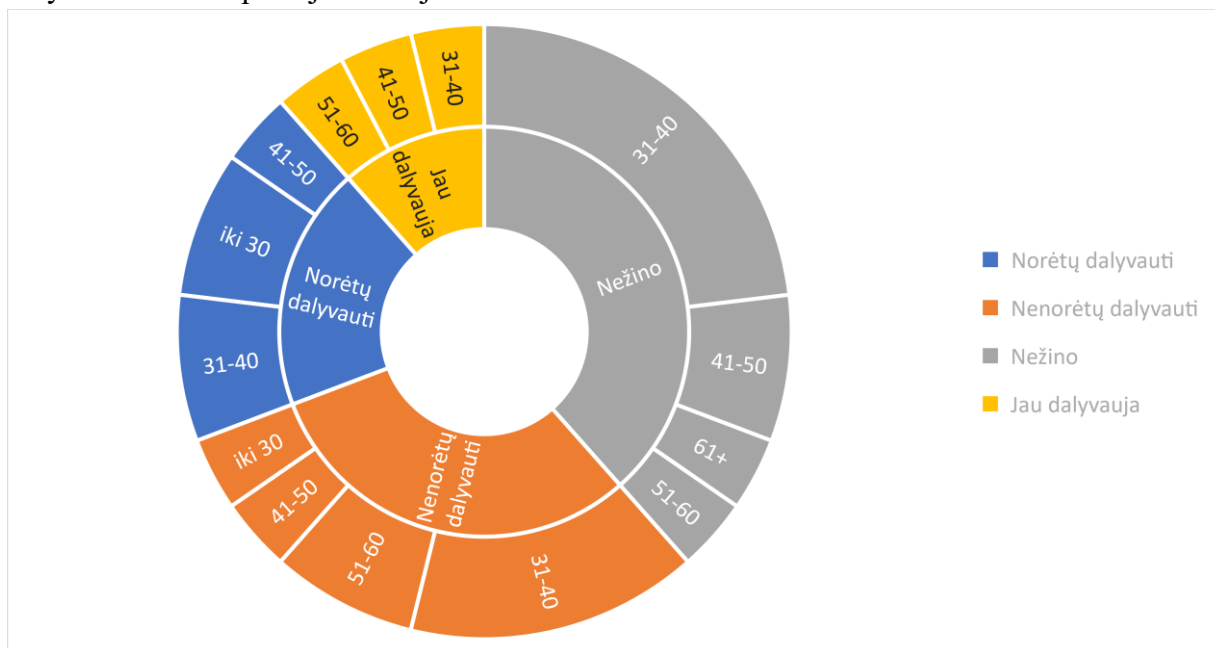 31-40
41-50
61+
51-60
31-40
51-60
41-50
iki 30
31-40
iki 30
41-50
51-60
41-50
31-40
Nežino
Nenorėtų
dalyvauti
Norėtų
dalyvauti
Jau
dalyvauja
Norėtų dalyvauti
Nenorėtų dalyvauti
Nežino
Jau dalyvauja